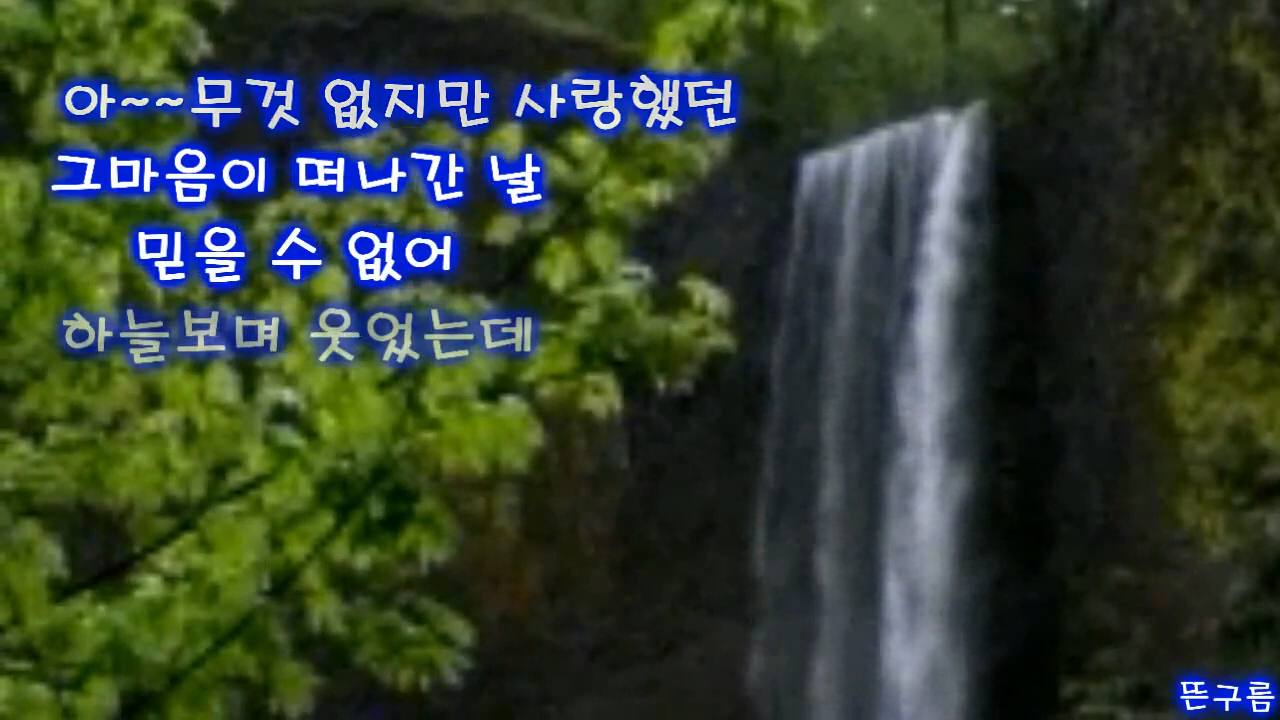 아~~무것 없지만 사랑했던
그마음이 떠나간 날
믿을 수 없어
하늘보며 웃었는데
뜬구름